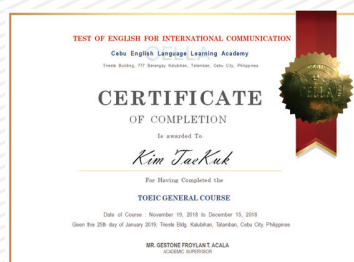 TEST OF ENGLISH FOR INTERNATIONAL COMMUNICATION
Cebu English Language Learning Academy
CELLA
Trieste Building, 777 Barangay Kalubihan, Talamban, Cebu City, Philippines
CERTIFICATE
OF COMPLETION
Is awarded To
Kim TaeKuk
For Having Completed the
TOEIC GENERAL COURSE
Date of Course : November 19, 2018 to December 15, 2018
Given this 25th day of January 2019, Trieste Bldg. Kalubihan, Talamban, Cebu City, Philippines
MR. GESTONE FROYLAN T. ACALA
ACADEMIC SUPERVISOR